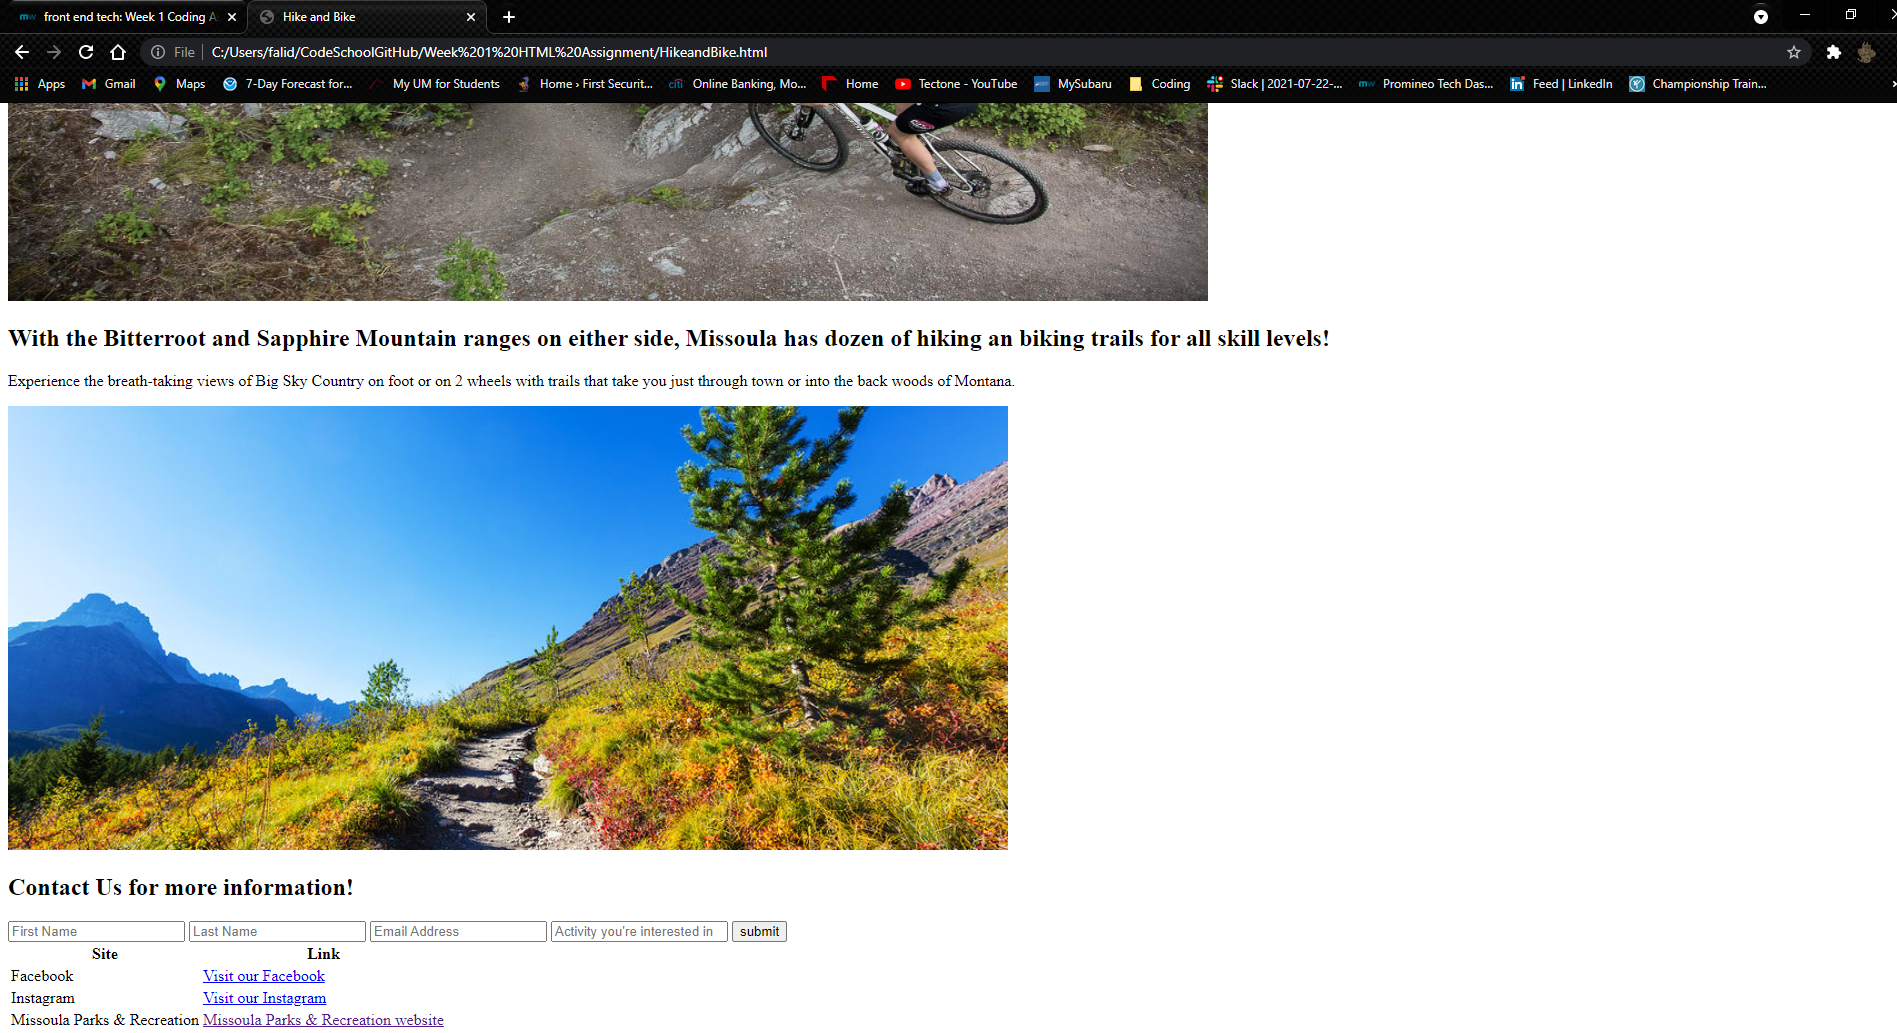 front end tech: Week 1 Coding A
Hike and Bike
File
C:/Users/falid/CodeSchoolGitHub/Week%201%20HTML%20Assignment/HikeandBike.html
Apps
Gmail
Maps
7-Day Forecast for...
My UM for Students
Home › First Securit...
citi
Online Banking, Mo...
Home
Tectone - YouTube
MySubaru
Coding
Slack | 2021-07-22-...
Promineo Tech Das...
Feed | LinkedIn
Championship Train...
With the Bitterroot and Sapphire Mountain ranges on either side, Missoula has dozen of hiking an biking trails for all skill levels!
Experience the breath-taking views of Big Sky Country on foot or on 2 wheels with trails that take you just through town or into the back woods of Montana.
Contact Us for more information!
First Name
Last Name
Email Address
Activity you're interested in
submit
Site Link
Facebook Visit our Facebook
Instagram Visit our Instagram
Missoula Parks & Recreation Missoula Parks & Recreation website